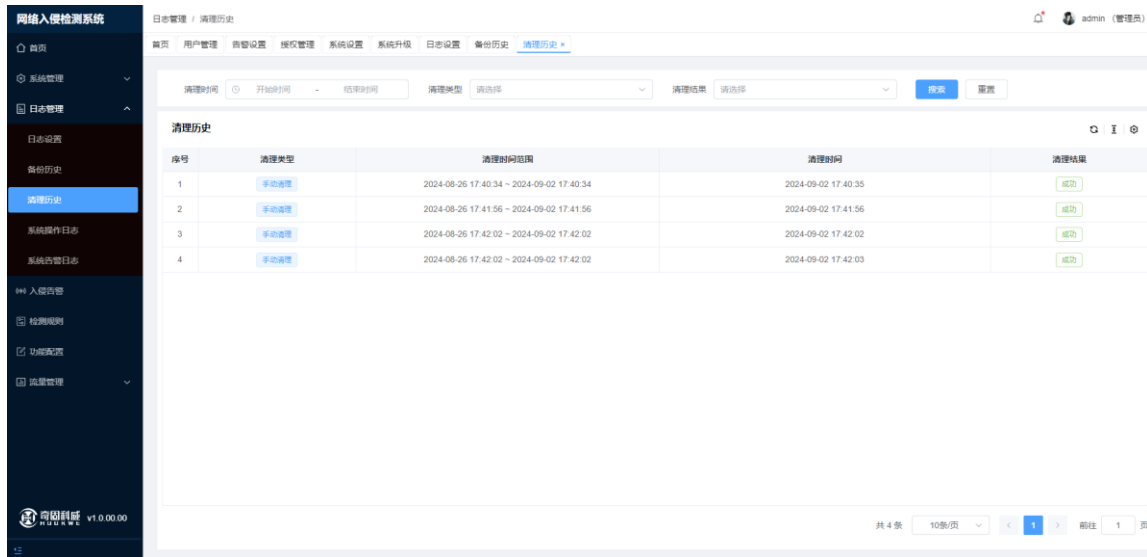 网络入侵检测系统
日志管理 / 清理历史
admin (管理员)
首页 用户管理 告警设置 授权管理 系统设置 系统升级 日志设置 备份历史 清理历史 ×
首页
系统管理
日志管理
日志设置
备份历史
清理历史
系统操作日志
系统告警日志
入侵告警
检测规则
功能配置
流量管理
v1.0.00.00
清理时间 开始时间 - 结束时间 清理类型 请选择 清理结果 请选择 搜索 重置
清理历史
序号 清理类型 清理时间范围 清理时间 清理结果
1 手动清理 2024-08-26 17:40:34 ~ 2024-09-02 17:40:34 2024-09-02 17:40:35 成功
2 手动清理 2024-08-26 17:41:56 ~ 2024-09-02 17:41:56 2024-09-02 17:41:56 成功
3 手动清理 2024-08-26 17:42:02 ~ 2024-09-02 17:42:02 2024-09-02 17:42:02 成功
4 手动清理 2024-08-26 17:42:02 ~ 2024-09-02 17:42:02 2024-09-02 17:42:03 成功
共 4 条 10条/页 < 1 > 前往 1 页